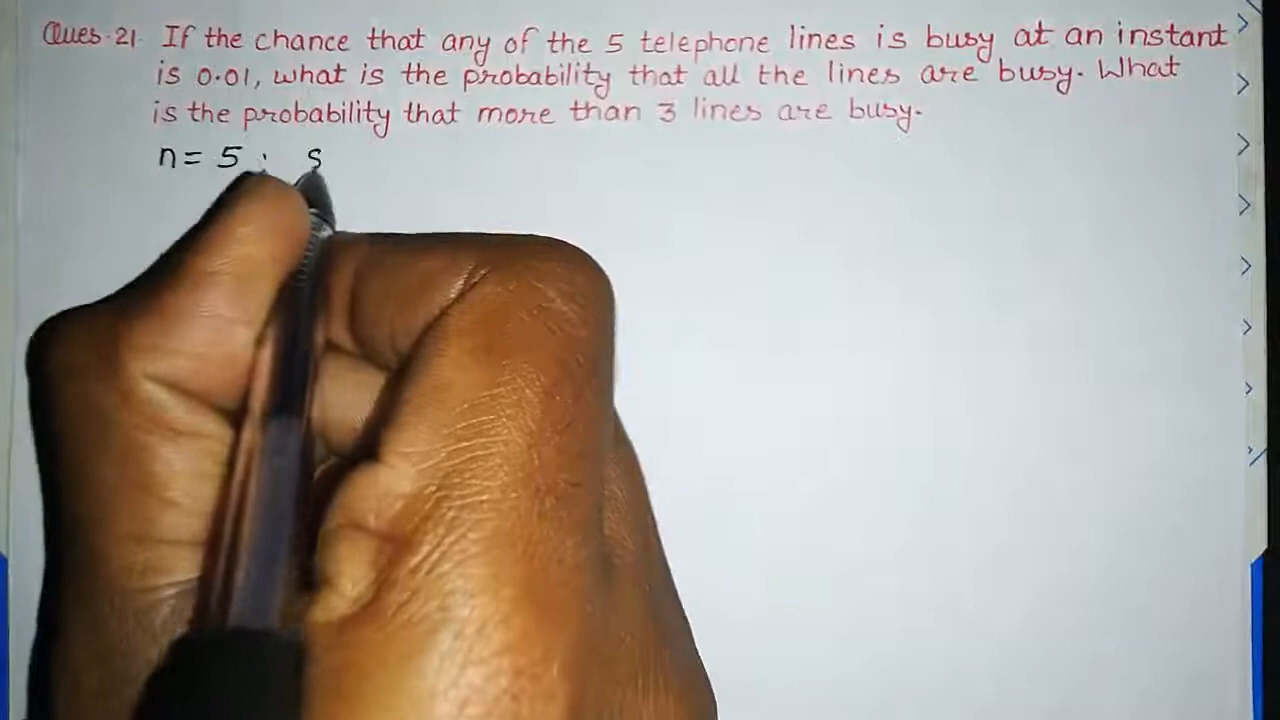 Ques. 21. If the chance that any of the 5 telephone lines is busy at an instant
is 0.01, what is the probability that all the lines are busy. What
is the probability that more than 3 lines are busy.
n = 5 ; S